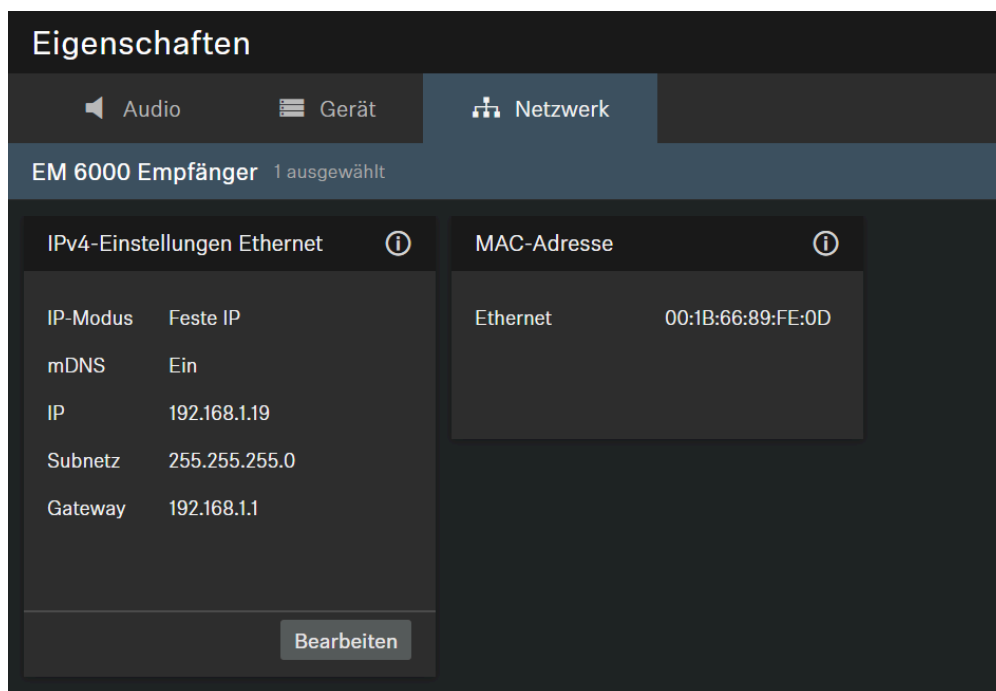 Eigenschaften
Audio
Gerät
Netzwerk
EM 6000 Empfänger 1 ausgewählt
IPv4-Einstellungen Ethernet
IP-Modus Feste IP
mDNS Ein
IP 192.168.1.19
Subnetz 255.255.255.0
Gateway 192.168.1.1
Bearbeiten
MAC-Adresse
Ethernet 00:1B:66:89:FE:0D